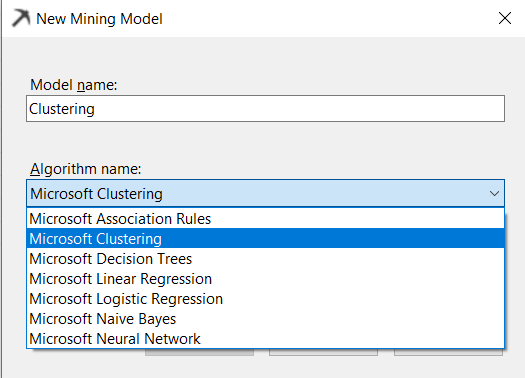 New Mining Model
Model name:
Clustering
Algorithm name:
Microsoft Clustering
Microsoft Association Rules
Microsoft Clustering
Microsoft Decision Trees
Microsoft Linear Regression
Microsoft Logistic Regression
Microsoft Naive Bayes
Microsoft Neural Network